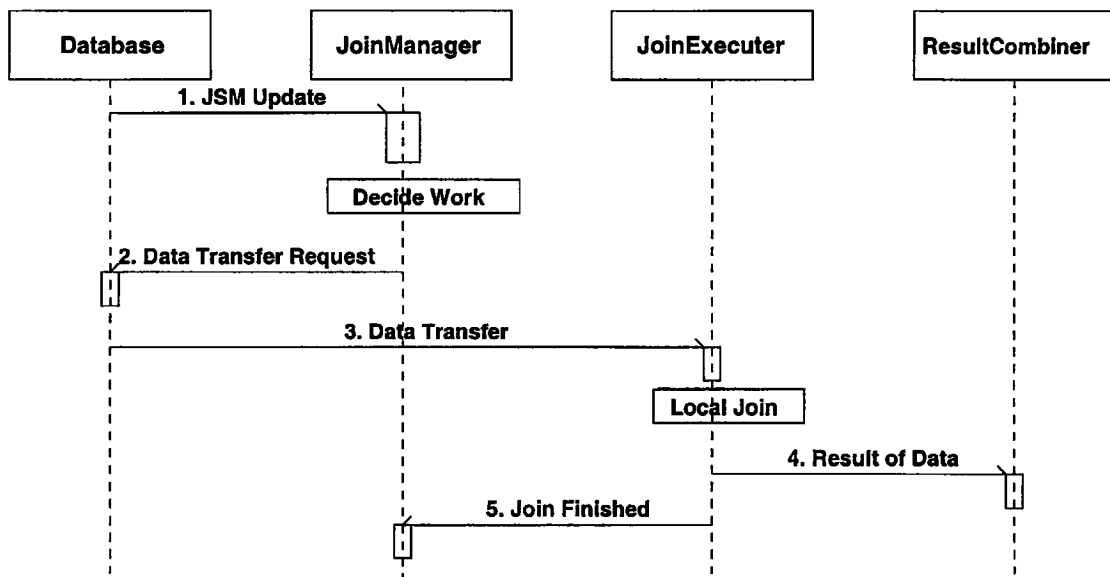 Database
JoinManager
JoinExecuter
ResultCombiner
1. JSM Update
Decide Work
2. Data Transfer Request
3. Data Transfer
Local Join
4. Result of Data
5. Join Finished